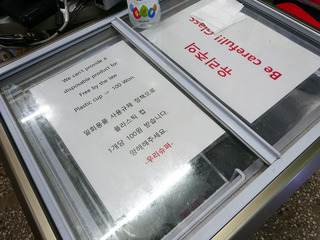 We can't provide a
disposable product for
free by the law
Plastic cup → 100 Won.
일회용품 사용규제 정책으로
플라스틱 컵
1개당 100원 받습니다.
양해해주세요.
-우리슈퍼-
Be careful!! Glass
유리주의